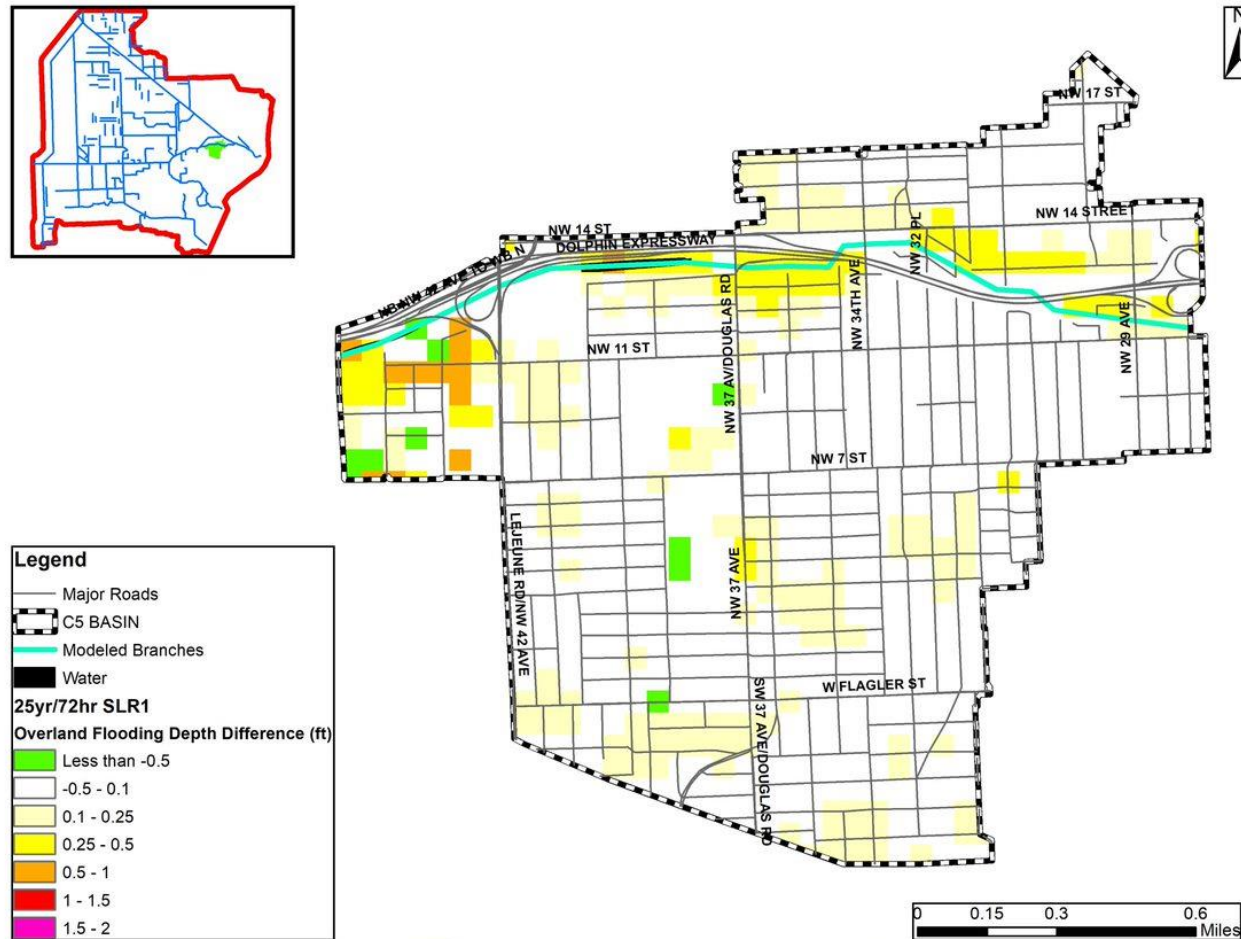 N
NW 17 ST
NW 14 STREET
NW 14 ST
DOLPHIN EXPRESSWAY
NW 32 PL
NW 34TH AVE
NW 37 AV/DOUGLAS RD
NW 29 AVE
NW 11 ST
NW 7 ST
LEJEUNE RD/NW 42 AVE
NW 37 AVE
W FLAGLER ST
SW 37 AVE/DOUGLAS RD
Legend
Major Roads
C5 BASIN
Modeled Branches
Water
25yr/72hr SLR1
Overland Flooding Depth Difference (ft)
Less than -0.5
-0.5 - 0.1
0.1 - 0.25
0.25 - 0.5
0.5 - 1
1 - 1.5
1.5 - 2
0 0.15 0.3 0.6
Miles